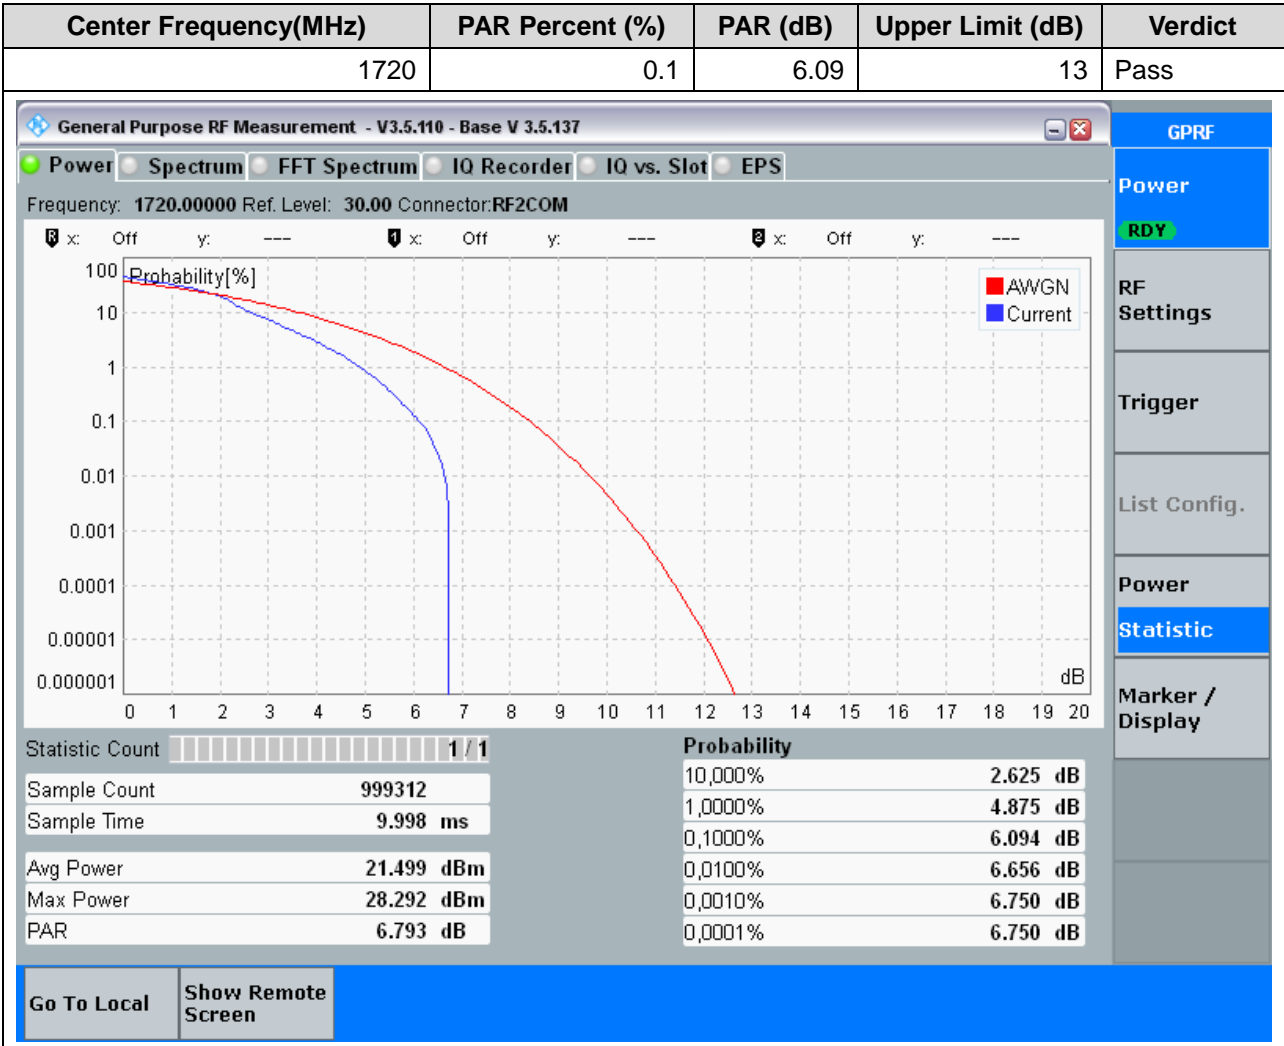 Center Frequency(MHz) PAR Percent (%) PAR (dB) Upper Limit (dB) Verdict
1720 0.1 6.09 13 Pass
General Purpose RF Measurement - V3.5.110 - Base V 3.5.137
GPRF
Power Spectrum FFT Spectrum IQ Recorder IQ vs. Slot EPS
Frequency: 1720.00000 Ref. Level: 30.00 Connector:RF2COM
R x: Off y: --- 1 x: Off y: --- 2 x: Off y: ---
Probability[%]
AWGN
Current
100
10
1
0.1
0.01
0.001
0.0001
0.00001
0.000001
dB
0 1 2 3 4 5 6 7 8 9 10 11 12 13 14 15 16 17 18 19 20
Statistic Count 1 / 1
Sample Count 999312
Sample Time 9.998 ms
Avg Power 21.499 dBm
Max Power 28.292 dBm
PAR 6.793 dB
Probability
10,000% 2.625 dB
1,0000% 4.875 dB
0,1000% 6.094 dB
0,0100% 6.656 dB
0,0010% 6.750 dB
0,0001% 6.750 dB
Power
RDY
RF
Settings
Trigger
List Config.
Power
Statistic
Marker /
Display
Go To Local
Show Remote
Screen